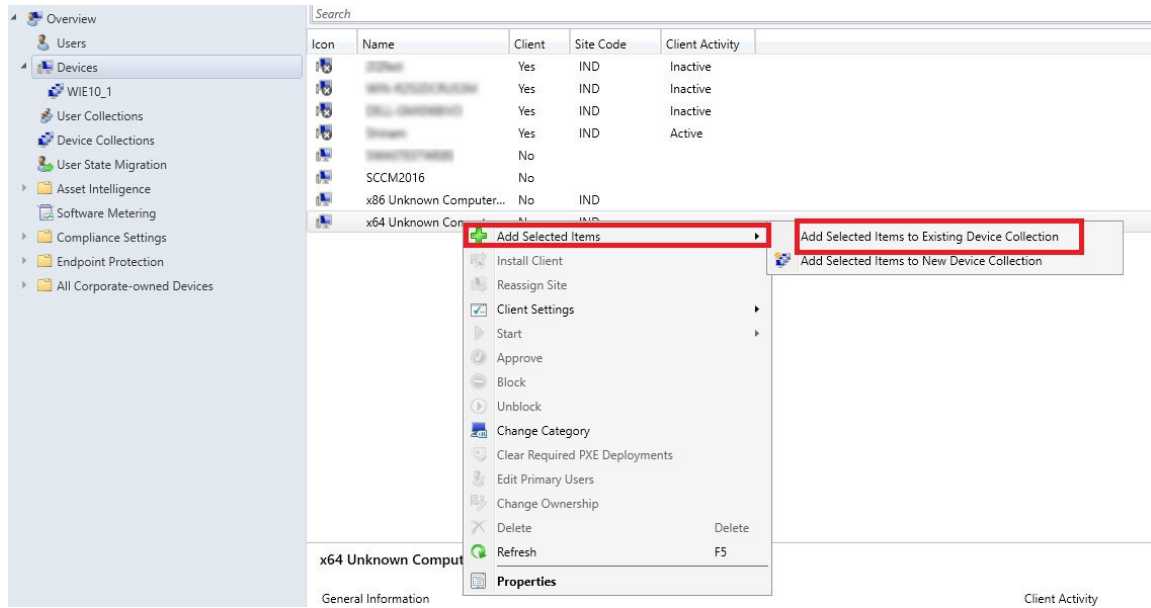 Search
Overview
Users
Devices
WIE10_1
User Collections
Device Collections
User State Migration
Asset Intelligence
Software Metering
Compliance Settings
Endpoint Protection
All Corporate-owned Devices
Icon Name Client Site Code Client Activity
Yes IND Inactive
Yes IND Inactive
Yes IND Inactive
Yes IND Active
No
SCCM2016 No
x86 Unknown Computer... No IND
x64 Unknown
Add Selected Items
Install Client
Reassign Site
Client Settings
Start
Approve
Block
Unblock
Change Category
Clear Required PXE Deployments
Edit Primary Users
Change Ownership
Delete Delete
Refresh F5
Properties
Add Selected Items to Existing Device Collection
Add Selected Items to New Device Collection
x64 Unknown Comput
General Information Client Activity